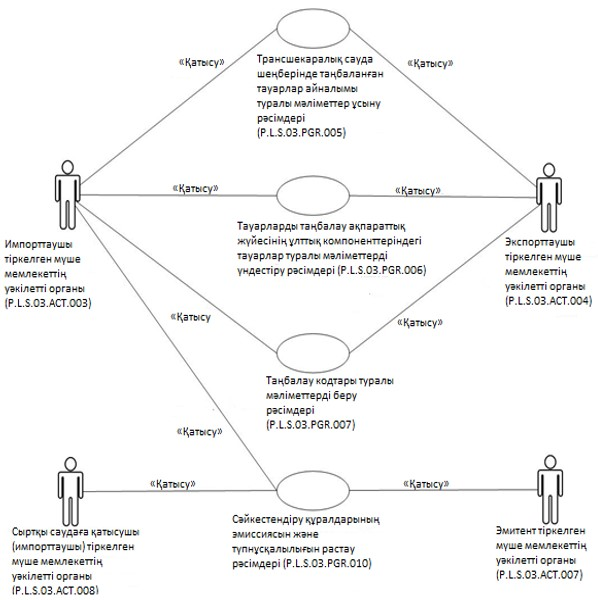 «Қатысу»
«Қатысу»
Трансшекаралық сауда
шеңберінде таңбаланған
тауарлар айналымы
туралы мәліметтер ұсыну
рәсімдері
(P.L.S.03.PGR.005)
«Қатысу»
«Қатысу»
Тауарларды таңбалау ақпараттық
жүйесінің ұлттық компоненттеріндегі
тауарлар туралы мәліметтерді
үндестіру рәсімдері (P.L.S.03.PGR.006)
Импорттаушы
тіркелген мүше
мемлекеттің
уәкілетті органы
(P.L.S.03.ACT.003)
Экспорттаушы
тіркелген мүше
мемлекеттің
уәкілетті органы
(P.L.S.03.ACT.004)
«Қатысу
«Қатысу»
Таңбалау кодтары туралы
мәліметтерді беру
рәсімдері
(P.L.S.03.PGR.007)
«Қатысу»
«Қатысу»
«Қатысу»
Сәйкестендіру құралдарының
эмиссиясын және
түпнұсқалылығын растау
рәсімдері (P.L.S.03.PGR.010)
Сыртқы саудаға қатысушы
(импорттаушы) тіркелген
мүше мемлекеттің
уәкілетті органы
(P.L.S.03.ACT.008)
Эмитент тіркелген
мүше мемлекеттің
уәкілетті органы
(P.L.S.03.ACT.007)